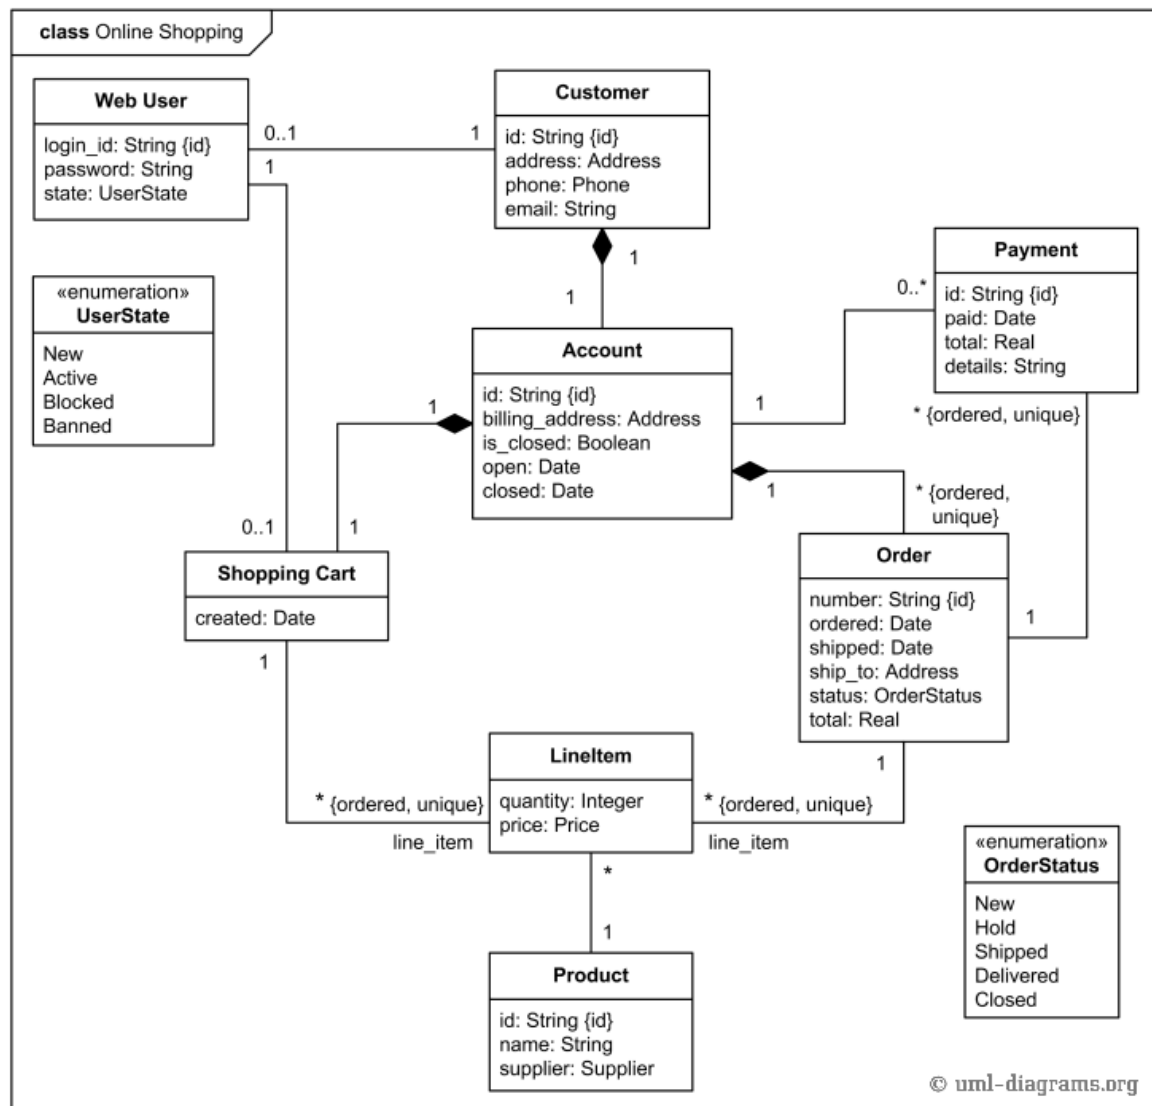 class Online Shopping
Web User
login_id: String {id}
password: String
state: UserState
0..1
1
1
Customer
id: String {id}
address: Address
phone: Phone
email: String
1
1
«enumeration»
UserState
New
Active
Blocked
Banned
Payment
id: String {id}
paid: Date
total: Real
details: String
0..*
* {ordered, unique}
Account
id: String {id}
billing_address: Address
is_closed: Boolean
open: Date
closed: Date
1
1
1
* {ordered,
unique}
0..1
1
Shopping Cart
created: Date
1
Order
number: String {id}
ordered: Date
shipped: Date
ship_to: Address
status: OrderStatus
total: Real
1
1
LineItem
quantity: Integer
price: Price
* {ordered, unique}
line_item
* {ordered, unique}
line_item
*
1
Product
id: String {id}
name: String
supplier: Supplier
«enumeration»
OrderStatus
New
Hold
Shipped
Delivered
Closed
© uml-diagrams.org